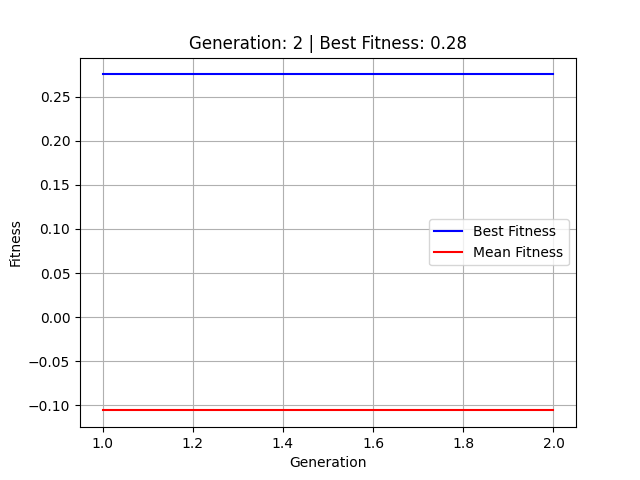 Generation: 2 | Best Fitness: 0.28
Fitness
0.25
0.20
0.15
0.10
0.05
0.00
−0.05
−0.10
Best Fitness
Mean Fitness
1.0 1.2 1.4 1.6 1.8 2.0
Generation